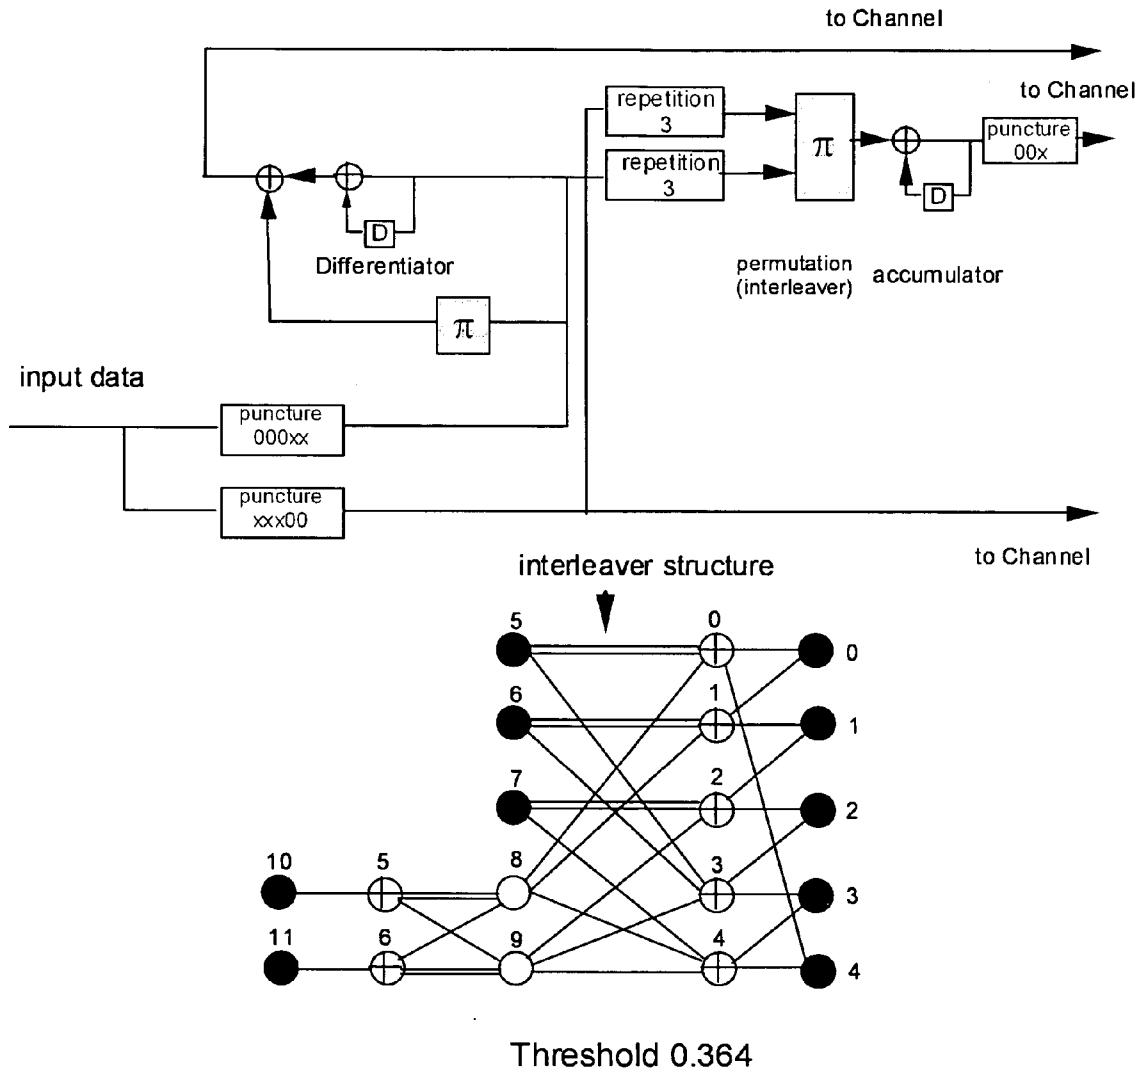 to Channel
to Channel
repetition
3
puncture
00x
π
repetition
3
D
D
Differentiator
permutation
(interleaver)
accumulator
π
input data
puncture
000xx
puncture
xxx00
to Channel
interleaver structure
5
0
0
6
1
1
7
2
2
10
5
8
3
3
11
6
9
4
4
Threshold 0.364